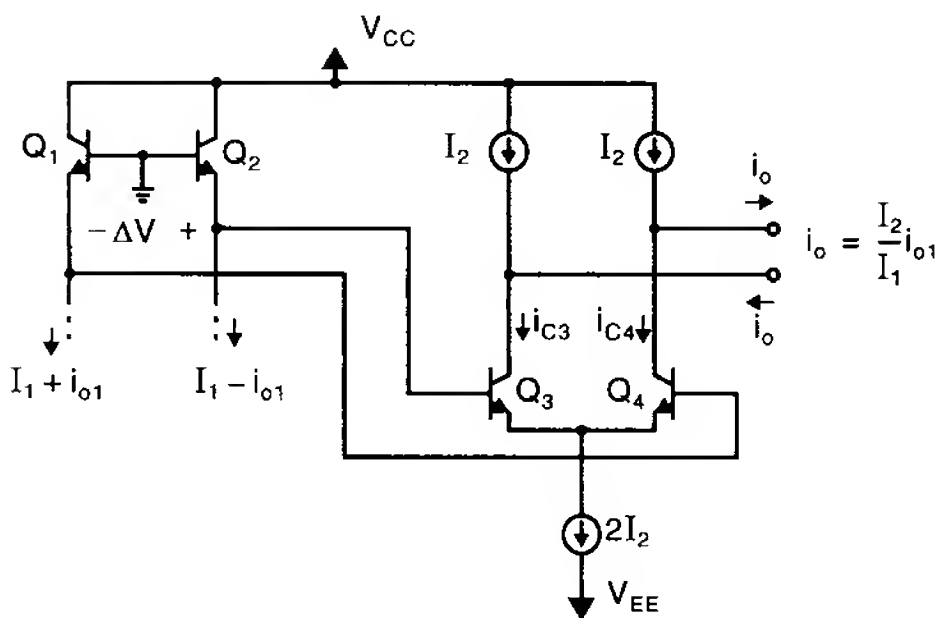 V_CC
Q_1
Q_2
I_2
I_2
i_o
− ΔV +
i_o = I_2/I_1 i_o1
i_C3
i_C4
i_o
I_1 + i_o1
I_1 − i_o1
Q_3
Q_4
2I_2
V_EE